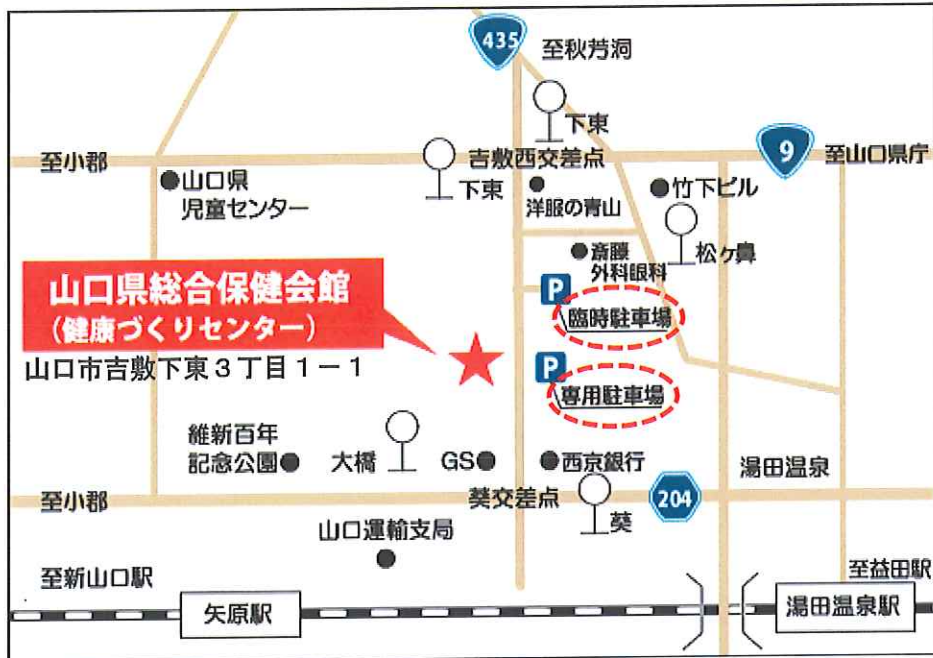 435
至秋芳洞
下東
至小郡
下東
吉敷西交差点
9
至山口県庁
山口県
児童センター
洋服の青山
竹下ビル
斎藤
外科眼科
松ヶ鼻
山口県総合保健会館
(健康づくりセンター)
山口市吉敷下東3丁目1-1
P
臨時駐車場
P
専用駐車場
維新百年
記念公園
大橋
GS
西京銀行
湯田温泉
至小郡
葵交差点
204
葵
山口運輸支局
至新山口駅
至益田駅
矢原駅
湯田温泉駅